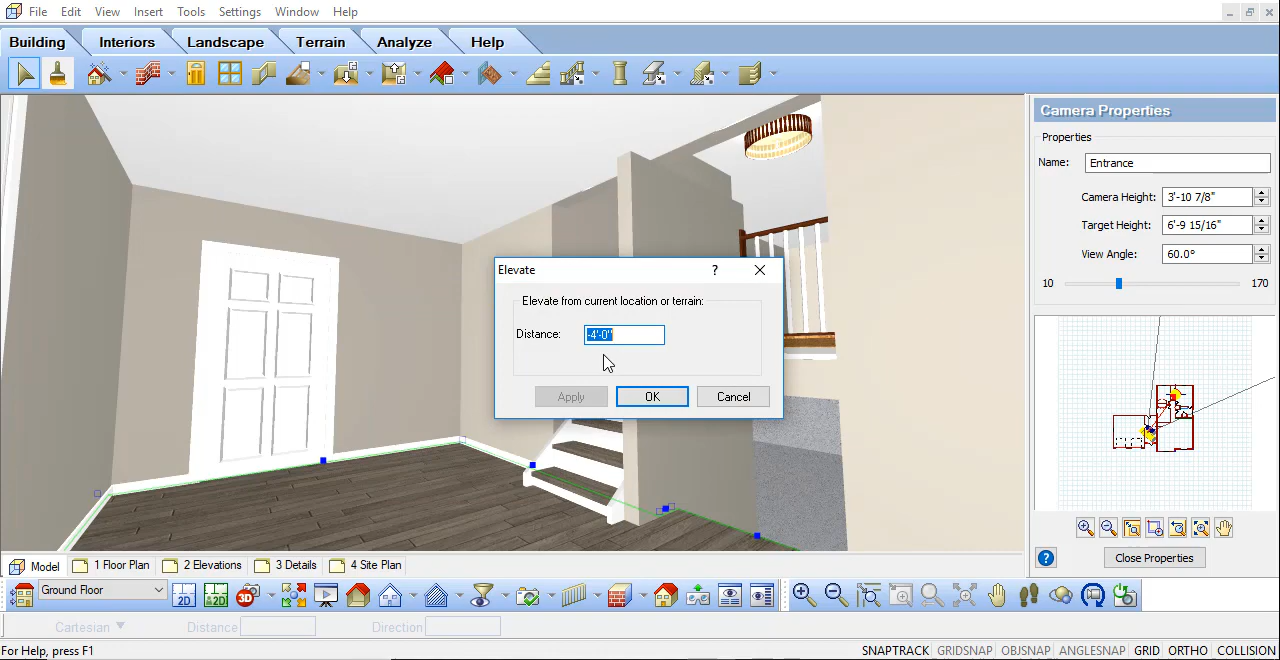 File Edit View Insert Tools Settings Window Help
Building Interiors Landscape Terrain Analyze Help
Camera Properties
Properties
Name: Entrance
Camera Height: 3'-10 7/8"
Target Height: 6'-9 15/16"
View Angle: 60.0°
10 170
Elevate ?
Elevate from current location or terrain:
Distance: -4'-0"
Apply OK Cancel
? Close Properties
Model 1 Floor Plan 2 Elevations 3 Details 4 Site Plan
Ground Floor 2D 2D 3D
Cartesian Distance Direction
For Help, press F1 SNAPTRACK GRIDSNAP OBJSNAP ANGLESNAP GRID ORTHO COLLISION